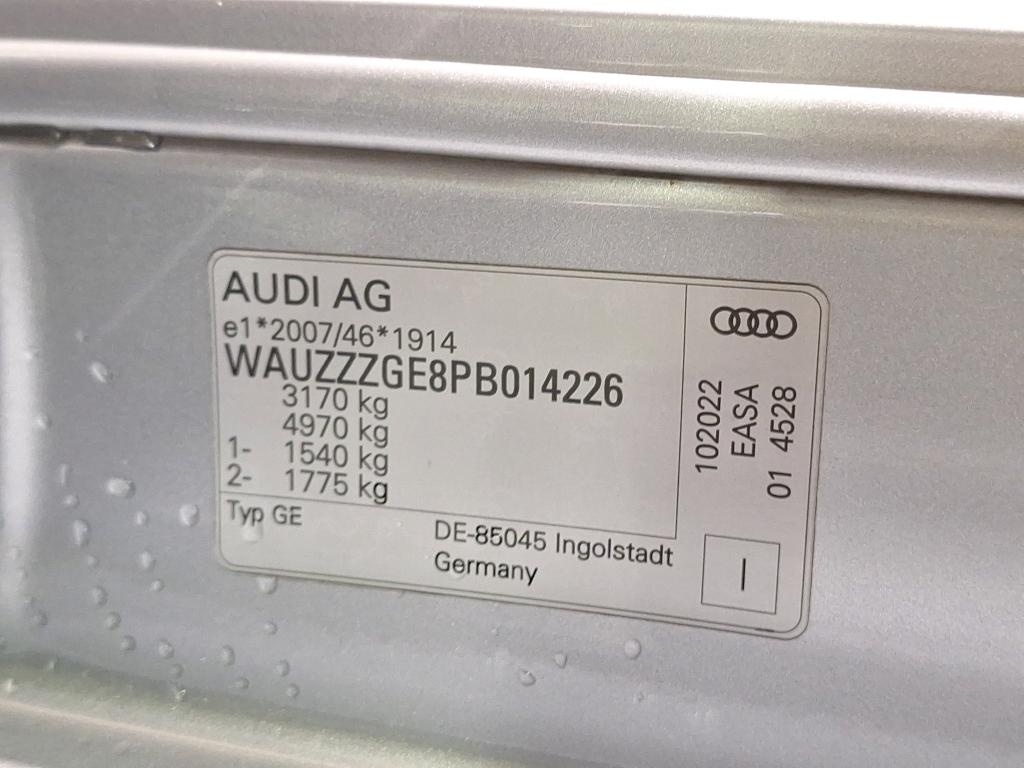 AUDI AG
e1*2007/46*1914
WAUZZZGE8PB014226
3170 kg
4970 kg
1- 1540 kg
2- 1775 kg
Typ GE
DE-85045 Ingolstadt
Germany
102022
EASA
01 4528